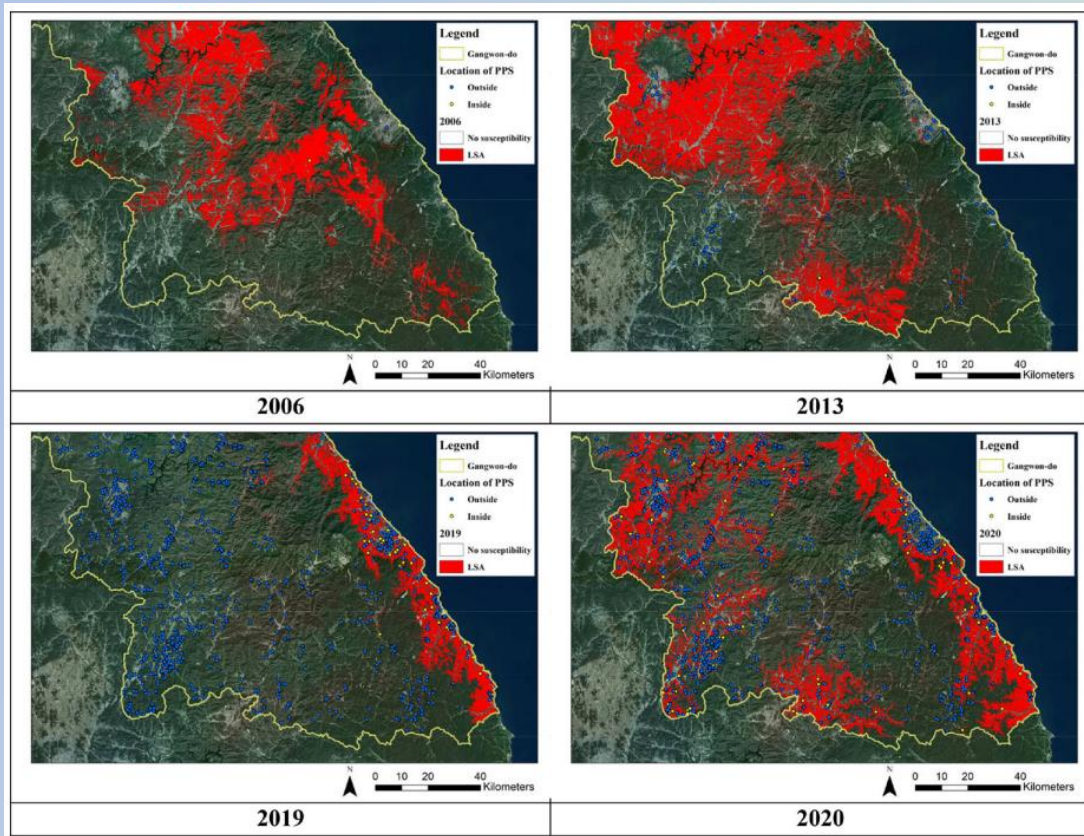 Legend
Gangwon-do
Location of PPS
Outside
Inside
2006
No susceptibility
LSA
N
0 10 20 40
Kilometers
Legend
Gangwon-do
Location of PPS
Outside
Inside
2013
No susceptibility
LSA
N
0 10 20 40
Kilometers
2006
2013
Legend
Gangwon-do
Location of PPS
Outside
Inside
2019
No susceptibility
LSA
N
0 10 20 40
Kilometers
Legend
Gangwon-do
Location of PPS
Outside
Inside
2020
No susceptibility
LSA
N
0 10 20 40
Kilometers
2019
2020